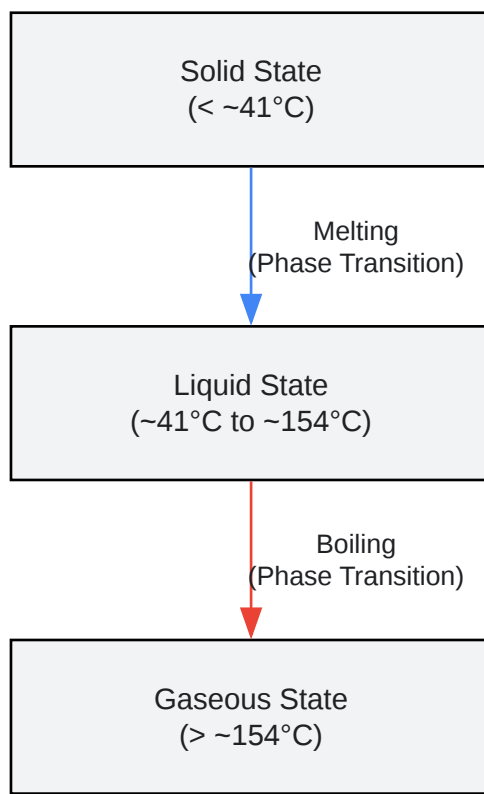 Solid State
(< ~41°C)
Melting
(Phase Transition)
Liquid State
(~41°C to ~154°C)
Boiling
(Phase Transition)
Gaseous State
(> ~154°C)